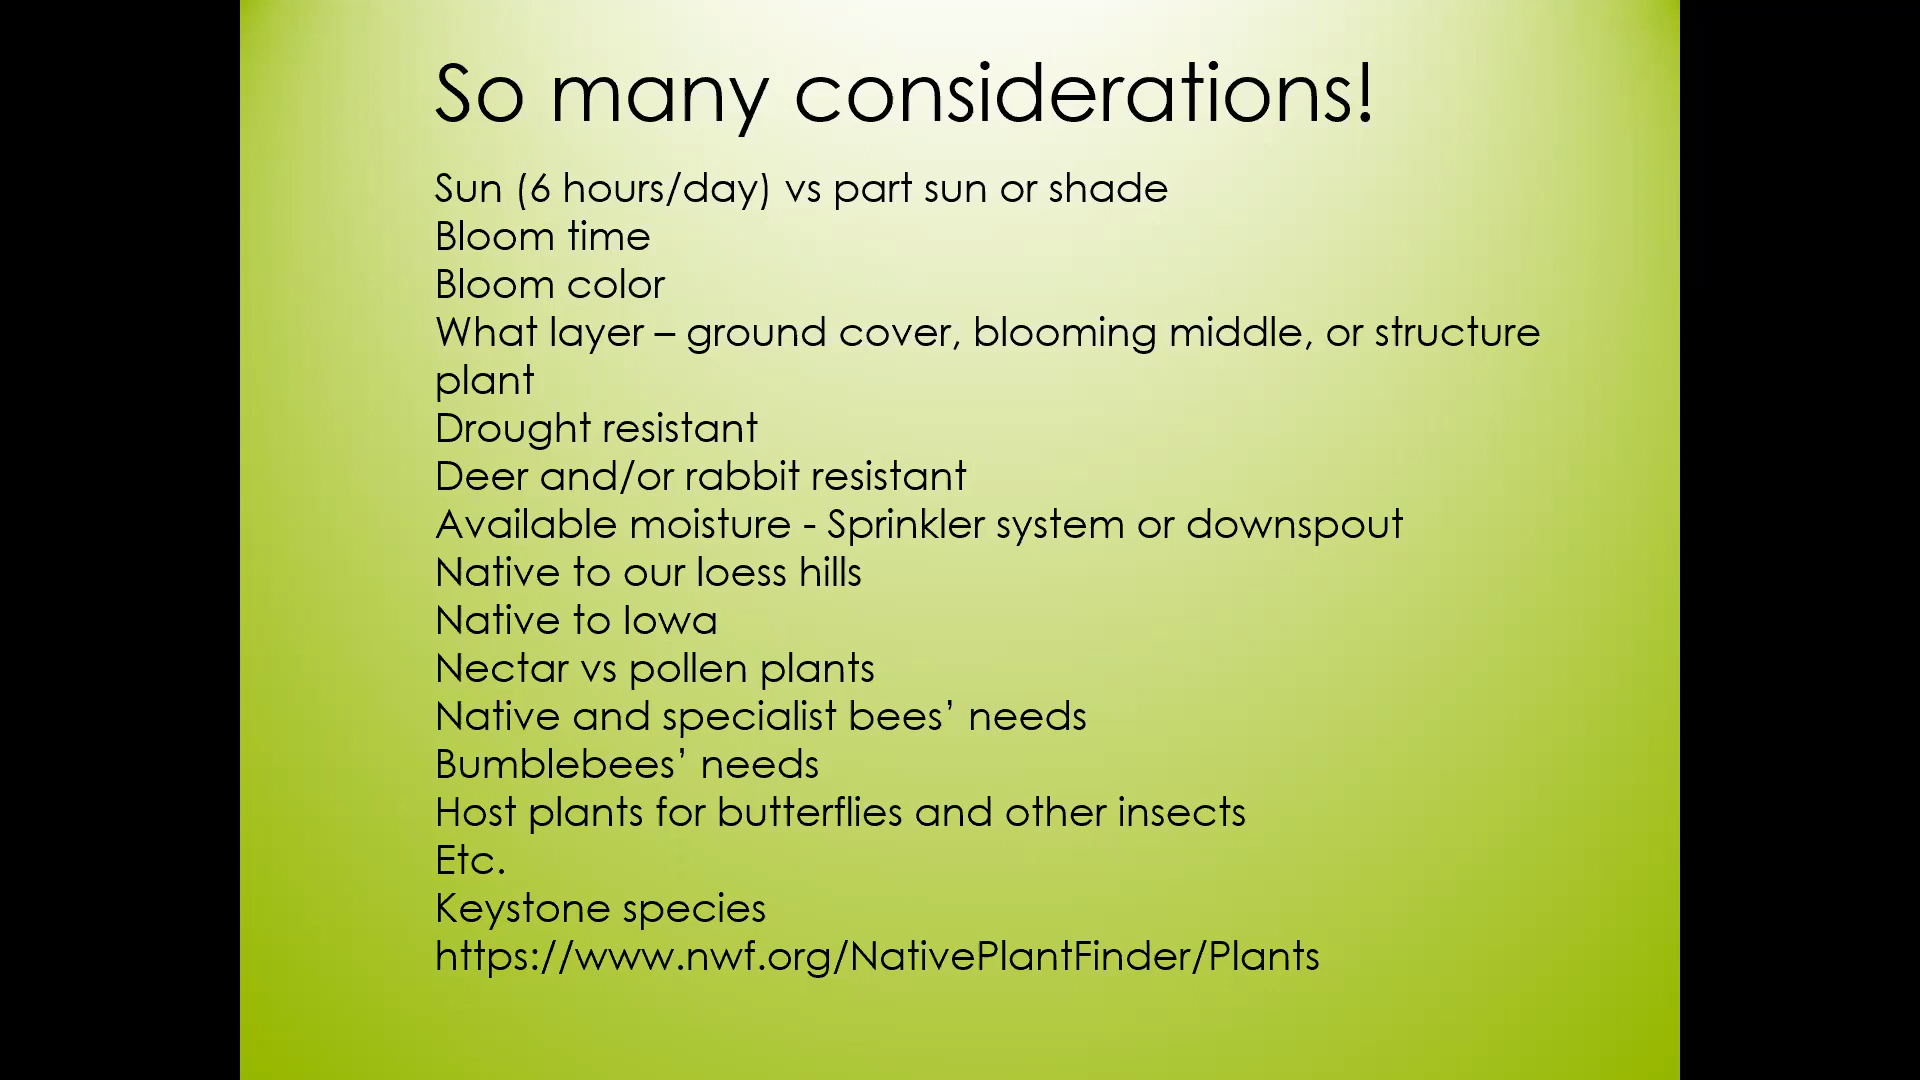 So many considerations!
Sun (6 hours/day) vs part sun or shade
Bloom time
Bloom color
What layer – ground cover, blooming middle, or structure
plant
Drought resistant
Deer and/or rabbit resistant
Available moisture - Sprinkler system or downspout
Native to our loess hills
Native to Iowa
Nectar vs pollen plants
Native and specialist bees’ needs
Bumblebees’ needs
Host plants for butterflies and other insects
Etc.
Keystone species
https://www.nwf.org/NativePlantFinder/Plants